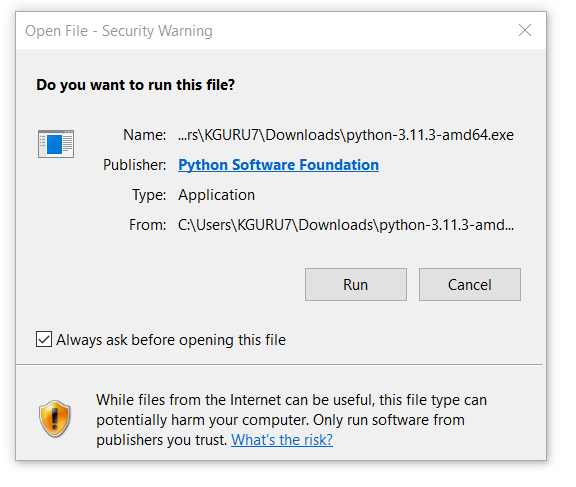 Open File - Security Warning
Do you want to run this file?
Name: ...rs\KGURU7\Downloads\python-3.11.3-amd64.exe
Publisher: Python Software Foundation
Type: Application
From: C:\Users\KGURU7\Downloads\python-3.11.3-amd...
Run Cancel
Always ask before opening this file
While files from the Internet can be useful, this file type can
potentially harm your computer. Only run software from
publishers you trust. What's the risk?